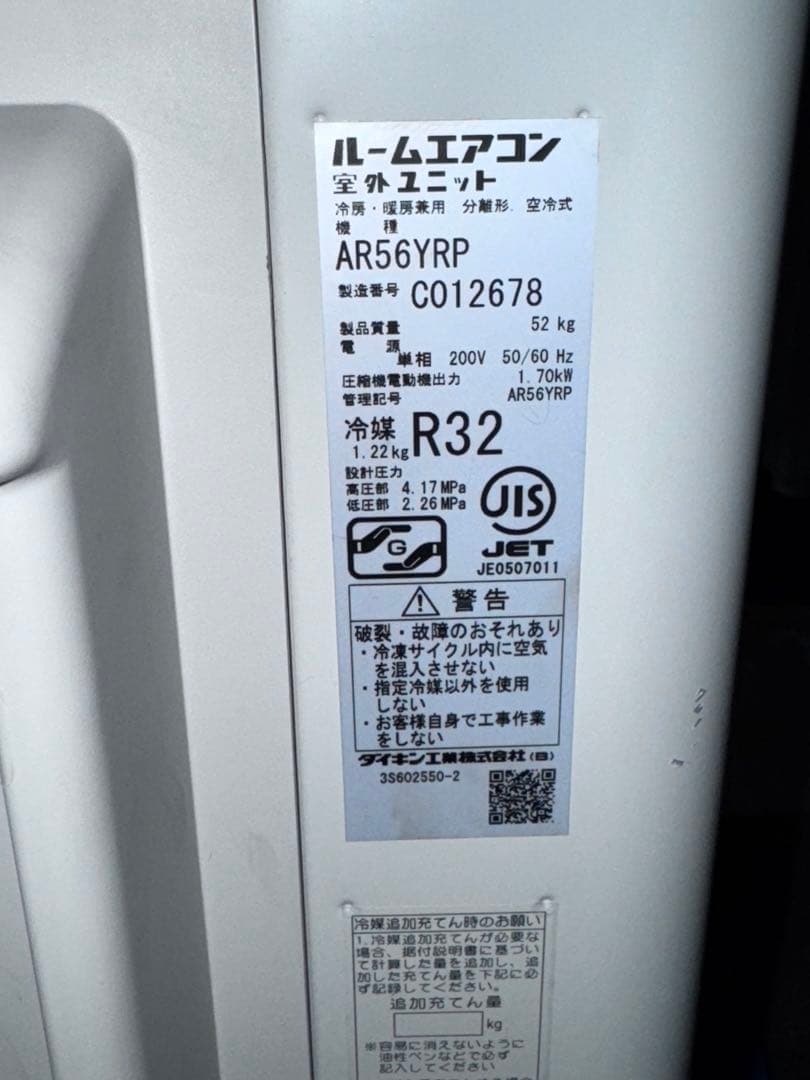 ルームエアコン
室外ユニット
冷房・暖房兼用 分離形. 空冷式
機 種
AR56YRP
製造番号 C012678
製品質量 52 kg
電 源
単相 200V 50/60 Hz
圧縮機電動機出力 1.70kW
管理記号 AR56YRP
冷媒 R32
1.22kg
設計圧力
高圧部 4.17MPa
低圧部 2.26MPa
JIS
G
JET
JE0507011
警告
破裂・故障のおそれあり
・冷凍サイクル内に空気
を混入させない
・指定冷媒以外を使用
しない
・お客様自身で工事作業
をしない
ダイキン工業株式会社(B)
3S602550-2
冷媒追加充てん時のお願い
1.冷媒追加充てんが必要な
場合、据付説明書に基づい
て計算した量を追加し、追
加した充てん量を下記に必
ず記録してください。
追加充てん量
kg
※容易に消えないように
油性ペンなどで必ず
記入してください。